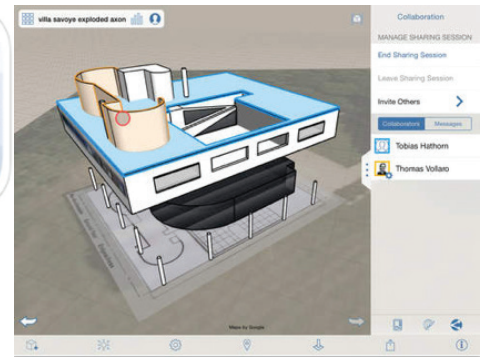 villa savoye exploded axon
Collaboration
MANAGE SHARING SESSION
End Sharing Session
Leave Sharing Session
Invite Others
Collaborators
Messages
Tobias Hathorn
Thomas Vollaro
Maps by Google